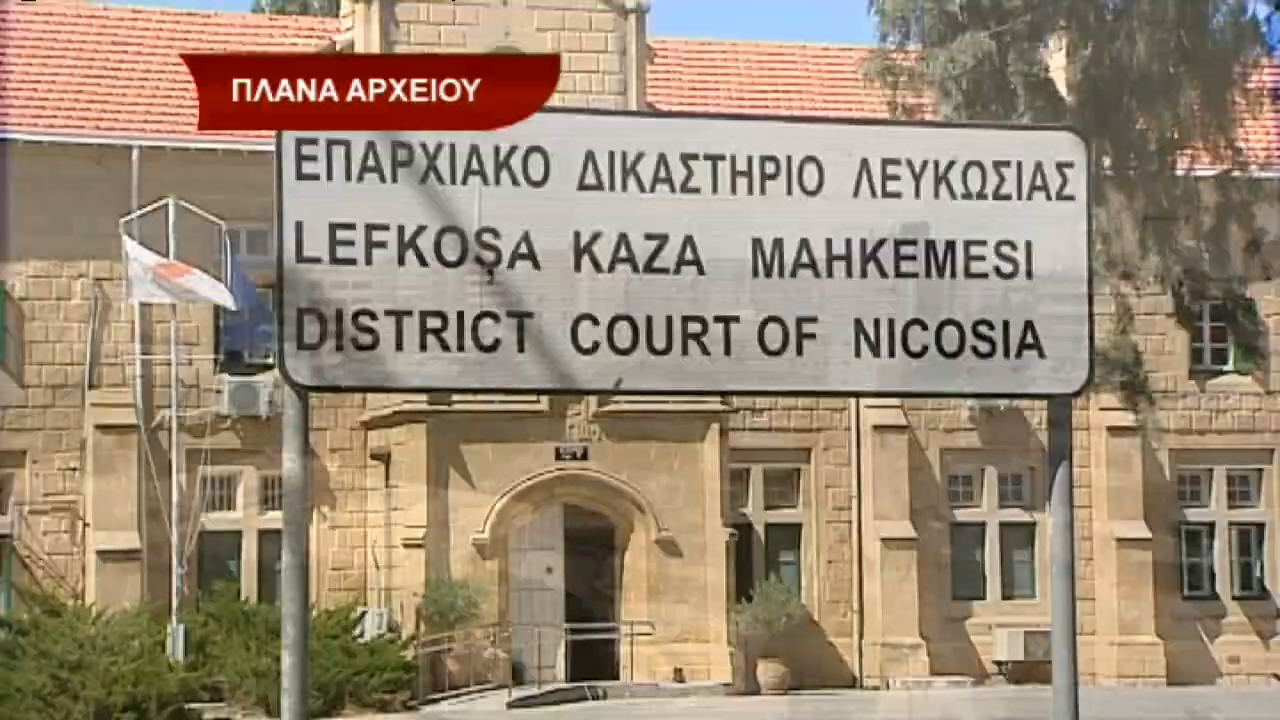 ΠΛΑΝΑ ΑΡΧΕΙΟΥ
ΕΠΑΡΧΙΑΚΟ ΔΙΚΑΣΤΗΡΙΟ ΛΕΥΚΩΣΙΑΣ
LEFKOŞA KAZA MAHKEMESI
DISTRICT COURT OF NICOSIA